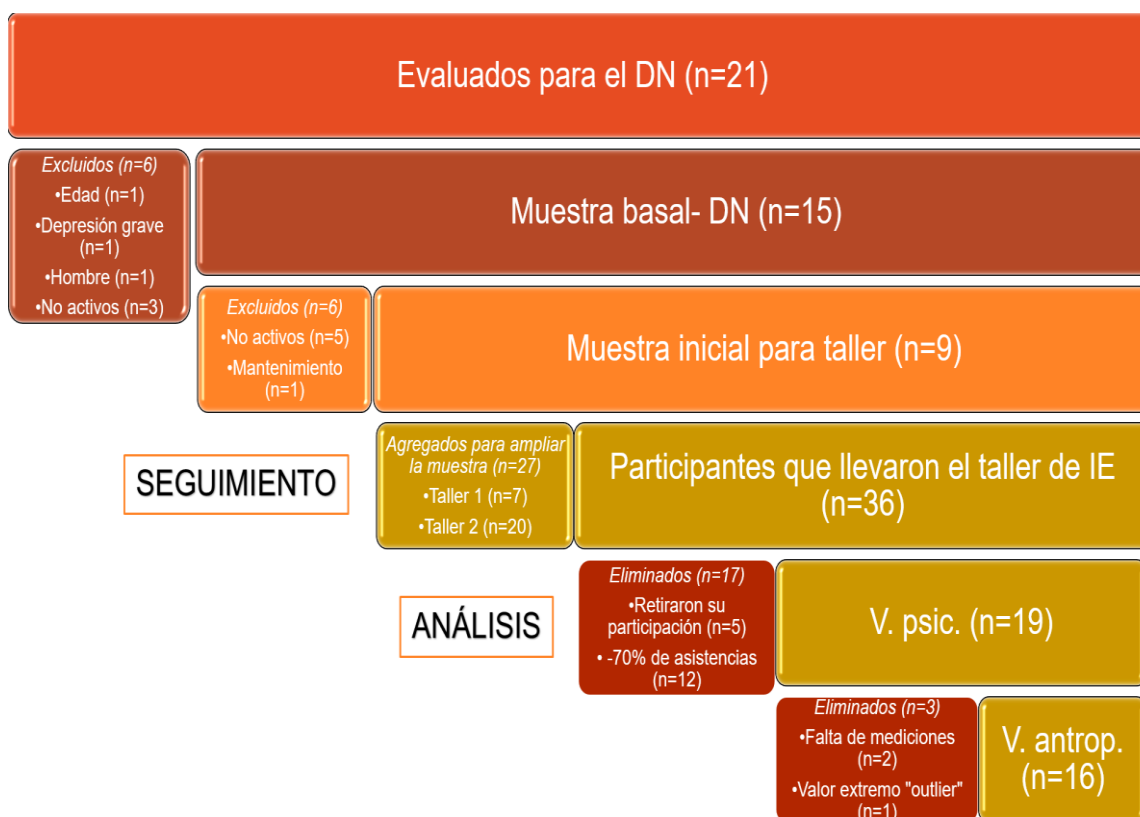 Evaluados para el DN (n=21)
Excluidos (n=6)
•Edad (n=1)
•Depresión grave
(n=1)
•Hombre (n=1)
•No activos (n=3)
Muestra basal- DN (n=15)
Excluidos (n=6)
•No activos (n=5)
•Mantenimiento
(n=1)
Muestra inicial para taller (n=9)
SEGUIMIENTO
Agregados para ampliar
la muestra (n=27)
•Taller 1 (n=7)
•Taller 2 (n=20)
Participantes que llevaron el taller de IE
(n=36)
ANÁLISIS
Eliminados (n=17)
•Retiraron su
participación (n=5)
• -70% de asistencias
(n=12)
V. psic. (n=19)
Eliminados (n=3)
•Falta de mediciones
(n=2)
•Valor extremo "outlier"
(n=1)
V. antrop.
(n=16)